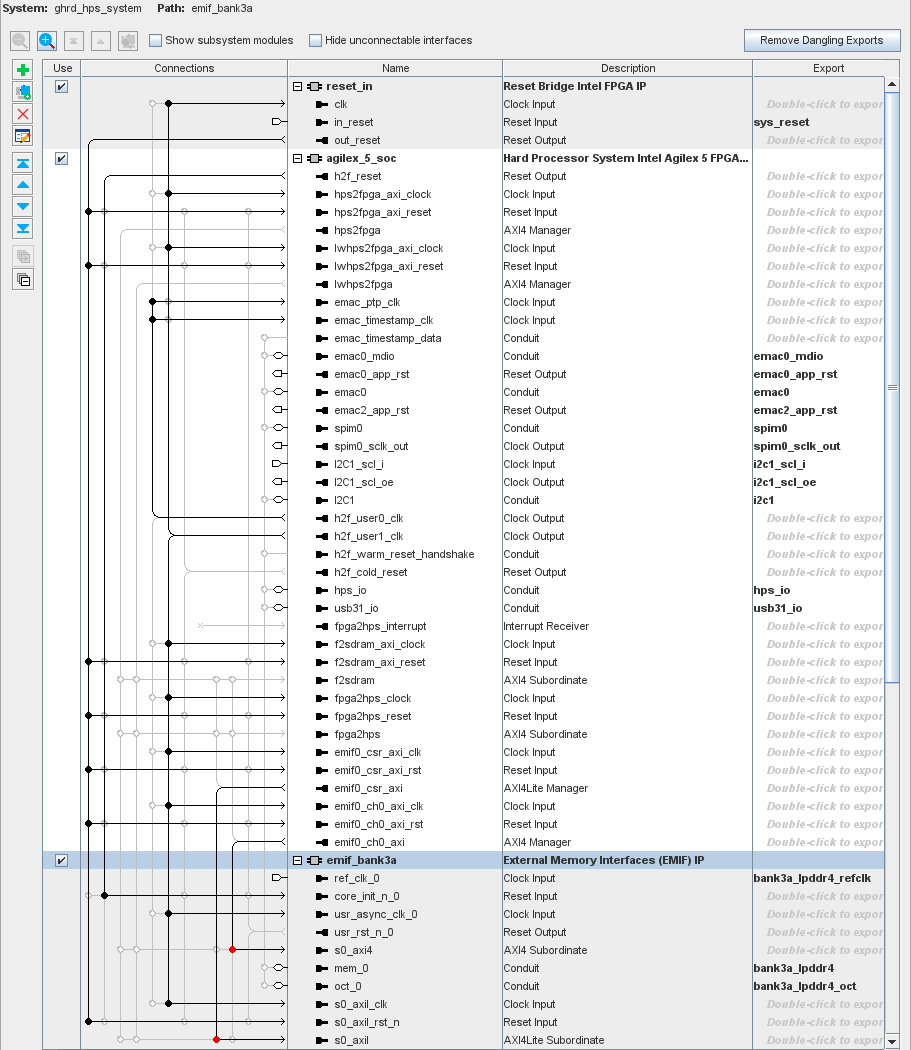 System: ghrd_hps_system Path: emif_bank3a
Show subsystem modules Hide unconnectable interfaces Remove Dangling Exports
Use Connections Name Description Export
reset_in Reset Bridge Intel FPGA IP
clk Clock Input Double-click to expor
in_reset Reset Input sys_reset
out_reset Reset Output Double-click to expor
agilex_5_soc Hard Processor System Intel Agilex 5 FPGA...
h2f_reset Reset Output Double-click to expor
hps2fpga_axi_clock Clock Input Double-click to expor
hps2fpga_axi_reset Reset Input Double-click to expor
hps2fpga AXI4 Manager Double-click to expor
lwhps2fpga_axi_clock Clock Input Double-click to expor
lwhps2fpga_axi_reset Reset Input Double-click to expor
lwhps2fpga AXI4 Manager Double-click to expor
emac_ptp_clk Clock Input Double-click to expor
emac_timestamp_clk Clock Input Double-click to expor
emac_timestamp_data Conduit Double-click to expor
emac0_mdio Conduit emac0_mdio
emac0_app_rst Reset Output emac0_app_rst
emac0 Conduit emac0
emac2_app_rst Reset Output emac2_app_rst
spim0 Conduit spim0
spim0_sclk_out Clock Output spim0_sclk_out
I2C1_scl_i Clock Input i2c1_scl_i
I2C1_scl_oe Clock Output i2c1_scl_oe
I2C1 Conduit i2c1
h2f_user0_clk Clock Output Double-click to expor
h2f_user1_clk Clock Output Double-click to expor
h2f_warm_reset_handshake Conduit Double-click to expor
h2f_cold_reset Reset Output Double-click to expor
hps_io Conduit hps_io
usb31_io Conduit usb31_io
fpga2hps_interrupt Interrupt Receiver Double-click to expor
f2sdram_axi_clock Clock Input Double-click to expor
f2sdram_axi_reset Reset Input Double-click to expor
f2sdram AXI4 Subordinate Double-click to expor
fpga2hps_clock Clock Input Double-click to expor
fpga2hps_reset Reset Input Double-click to expor
fpga2hps AXI4 Subordinate Double-click to expor
emif0_csr_axi_clk Clock Input Double-click to expor
emif0_csr_axi_rst Reset Input Double-click to expor
emif0_csr_axi AXI4Lite Manager Double-click to expor
emif0_ch0_axi_clk Clock Input Double-click to expor
emif0_ch0_axi_rst Reset Input Double-click to expor
emif0_ch0_axi AXI4 Manager Double-click to expor
emif_bank3a External Memory Interfaces (EMIF) IP
ref_clk_0 Clock Input bank3a_lpddr4_refclk
core_init_n_0 Reset Input Double-click to expor
usr_async_clk_0 Clock Input Double-click to expor
usr_rst_n_0 Reset Output Double-click to expor
s0_axi4 AXI4 Subordinate Double-click to expor
mem_0 Conduit bank3a_lpddr4
oct_0 Conduit bank3a_lpddr4_oct
s0_axil_clk Clock Input Double-click to expor
s0_axil_rst_n Reset Input Double-click to expor
s0_axil AXI4Lite Subordinate Double-click to expor